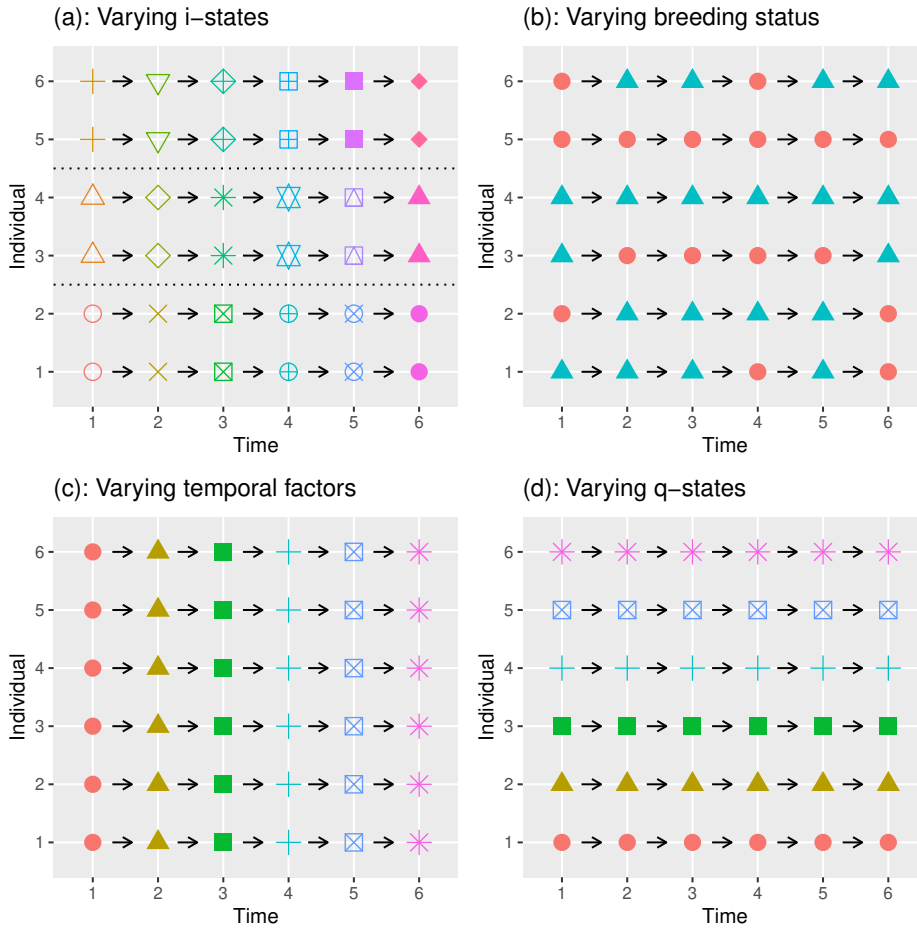 (a): Varying i−states
Individual
6
5
4
3
2
1
1 2 3 4 5 6
Time
(b): Varying breeding status
Individual
6
5
4
3
2
1
1 2 3 4 5 6
Time
(c): Varying temporal factors
Individual
6
5
4
3
2
1
1 2 3 4 5 6
Time
(d): Varying q−states
Individual
6
5
4
3
2
1
1 2 3 4 5 6
Time